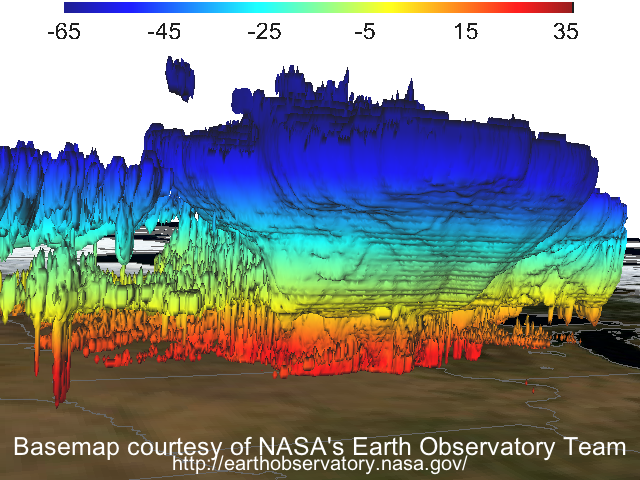 -65 -45 -25 -5 15 35
Basemap courtesy of NASA's Earth Observatory Team
http://earthobservatory.nasa.gov/